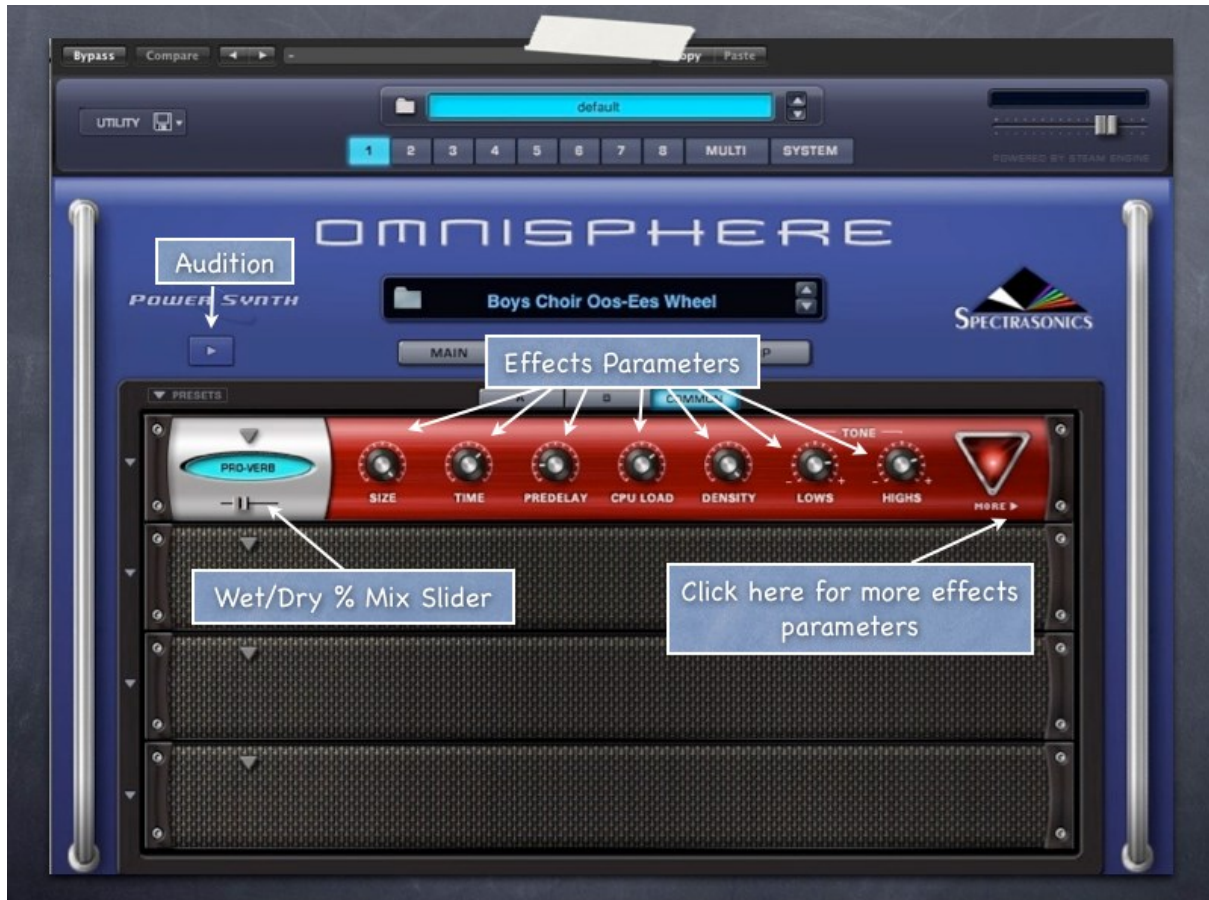 Bypass Compare -
Paste
UTILITY
default
1 2 3 4 5 6 7 8 MULTI SYSTEM
POWERED BY STEAM ENGINE
OMNISPHERE
Audition
POWER SYNTH
Boys Choir Oos-Ees Wheel
SPECTRASONICS
MAIN
Effects Parameters
PRESETS
COMMON
TONE
PRO-VERB
SIZE TIME PREDELAY CPU LOAD DENSITY - LOWS + - HIGHS +
MORE
Wet/Dry % Mix Slider
Click here for more effects
parameters